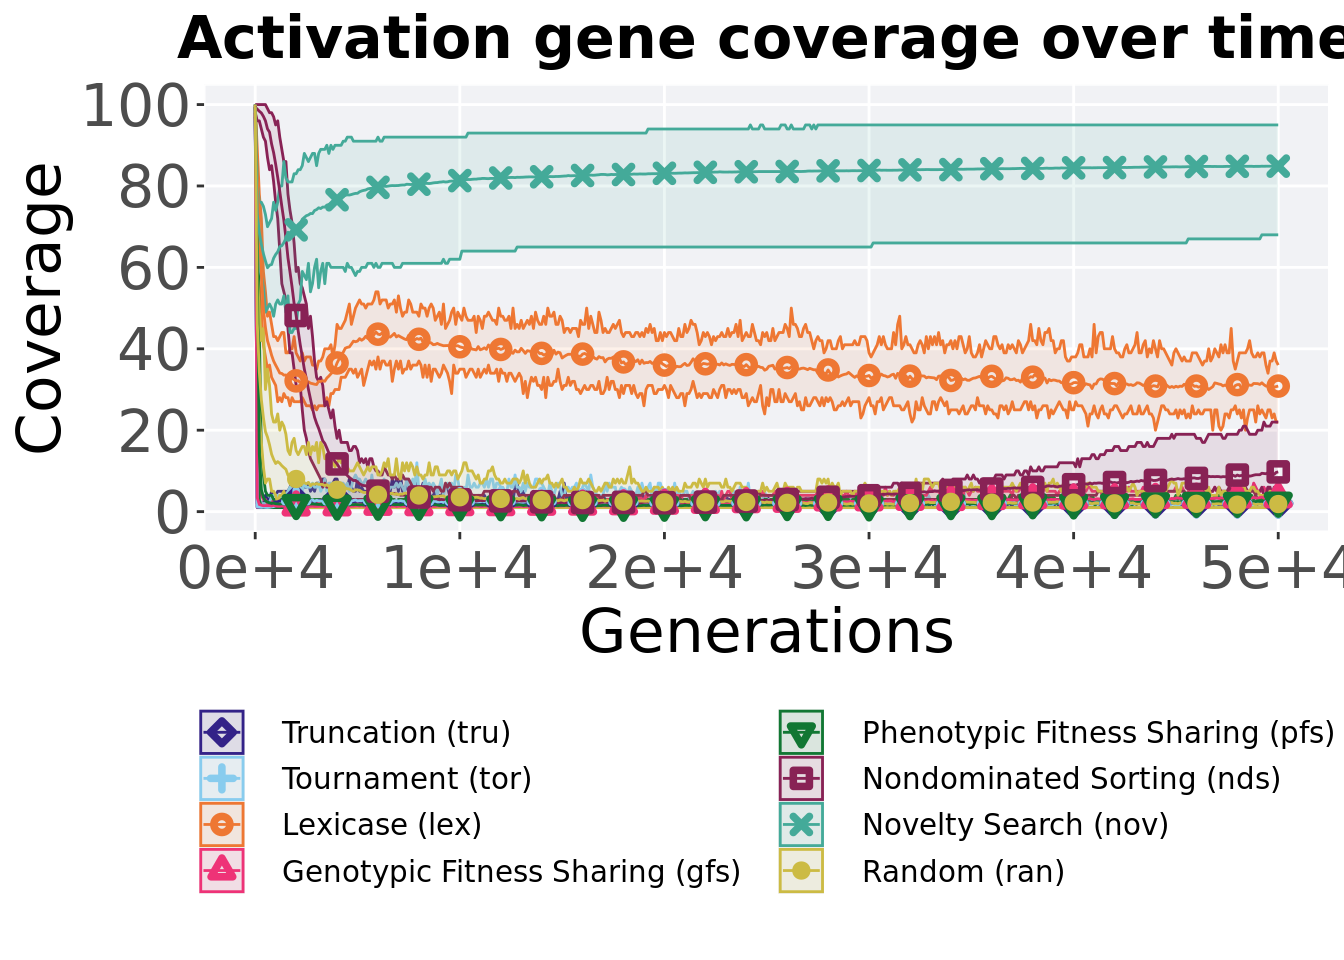 Activation gene coverage over time
Coverage
100
80
60
40
20
0
0e+4 1e+4 2e+4 3e+4 4e+4 5e+4
Generations
Truncation (tru)
Tournament (tor)
Lexicase (lex)
Genotypic Fitness Sharing (gfs)
Phenotypic Fitness Sharing (pfs)
Nondominated Sorting (nds)
Novelty Search (nov)
Random (ran)